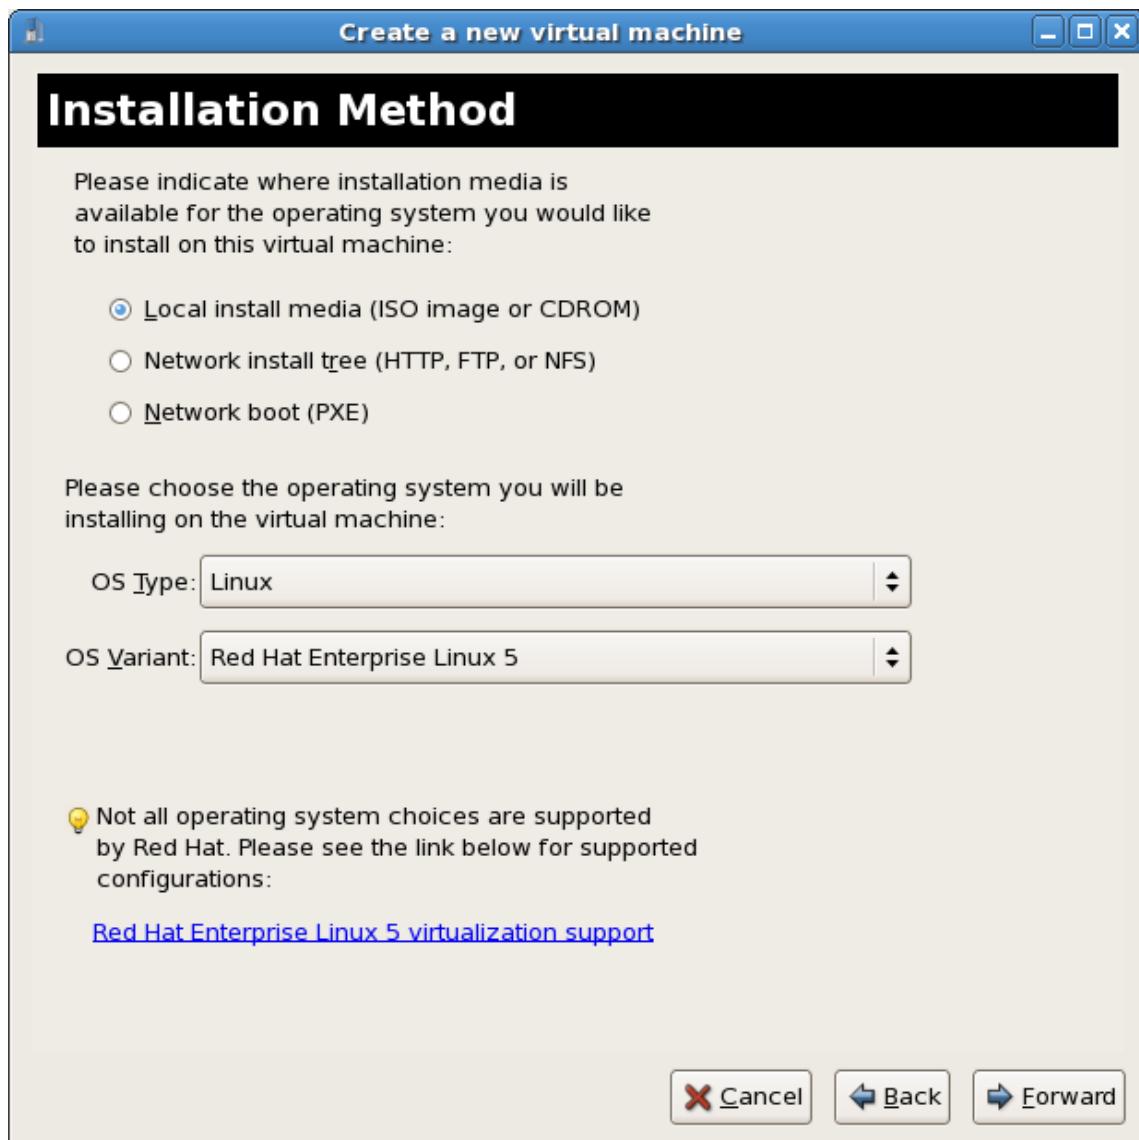 Create a new virtual machine
Installation Method
Please indicate where installation media is
available for the operating system you would like
to install on this virtual machine:
Local install media (ISO image or CDROM)
Network install tree (HTTP, FTP, or NFS)
Network boot (PXE)
Please choose the operating system you will be
installing on the virtual machine:
OS Type: Linux
OS Variant: Red Hat Enterprise Linux 5
Not all operating system choices are supported
by Red Hat. Please see the link below for supported
configurations:
Red Hat Enterprise Linux 5 virtualization support
Cancel Back Forward